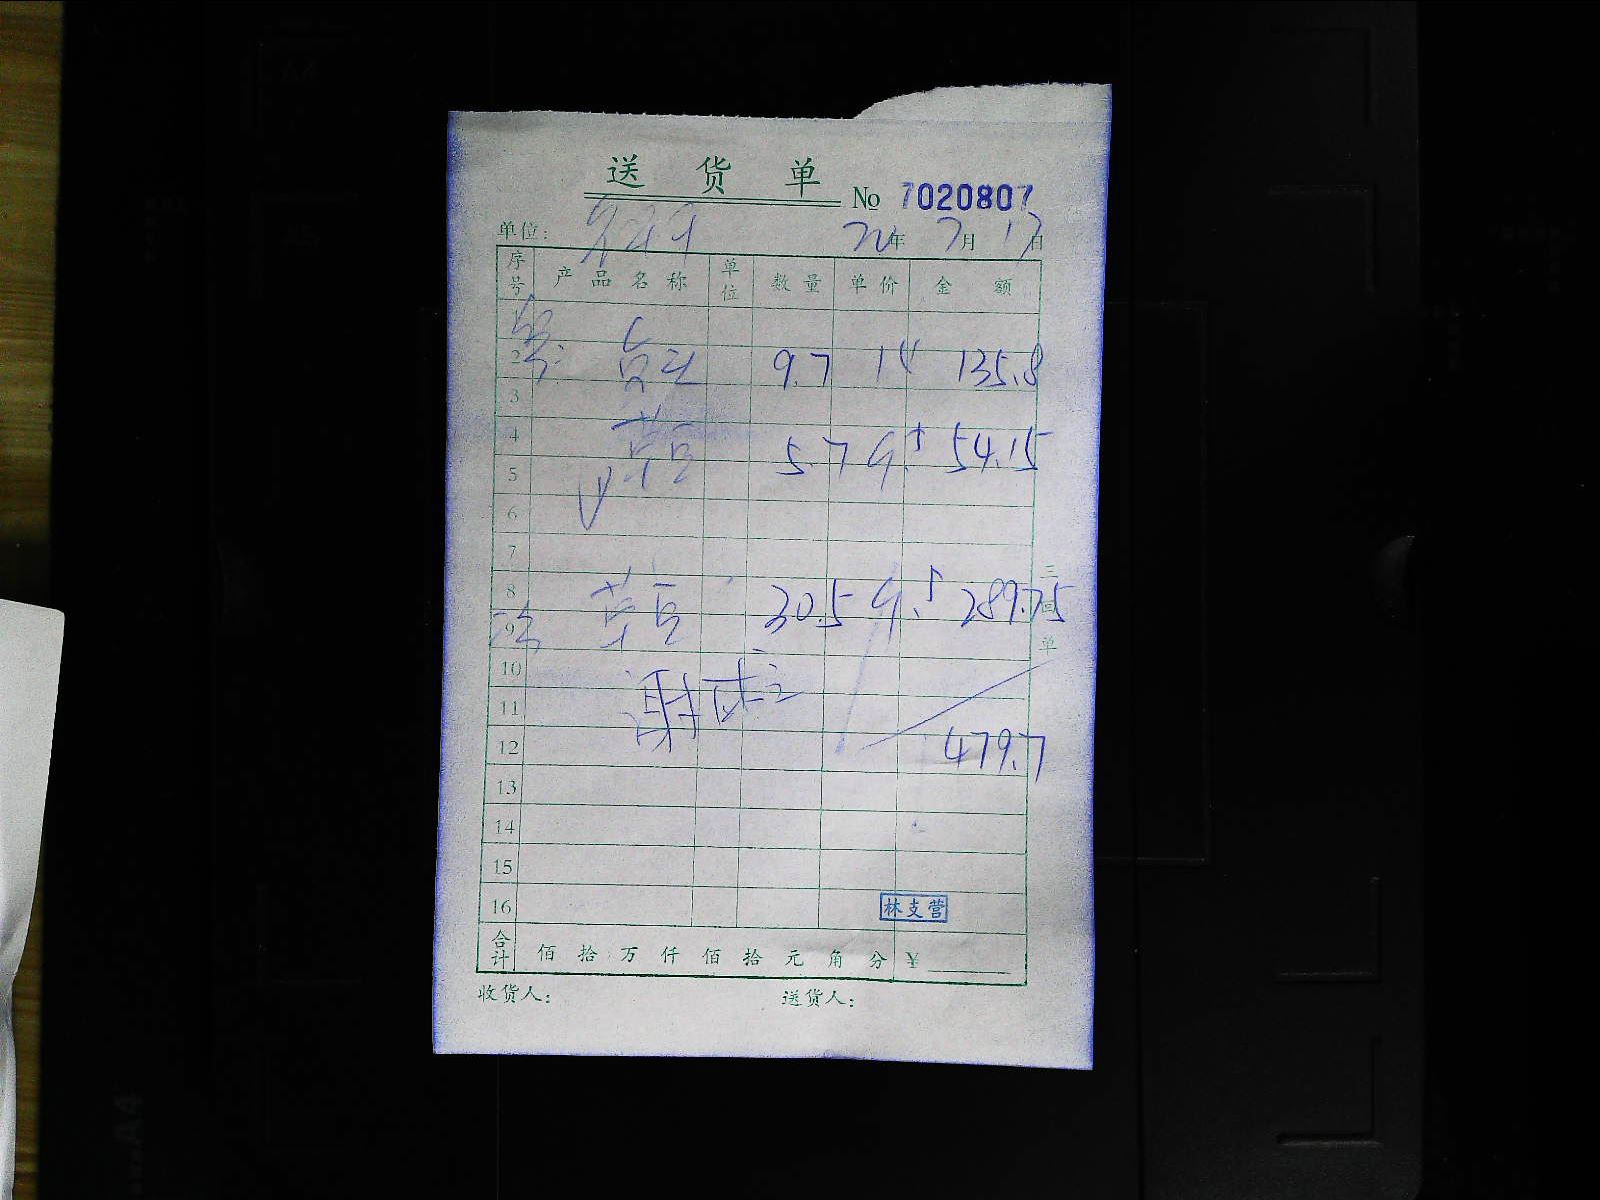 送 货 单
No 7020807
单位: 年 7月 17日
序号 产 品 名 称 单位 数 量 单 价 金 额
1
2 9.7 14 135.8
3
4 5.7 9.5 54.15
5
6
7
8 30.5 9.5 289.75
9
10
11
12 479.7
13
14
15
16 林支营
合计 佰 拾 万 仟 佰 拾 元 角 分 ¥
收货人: 送货人: